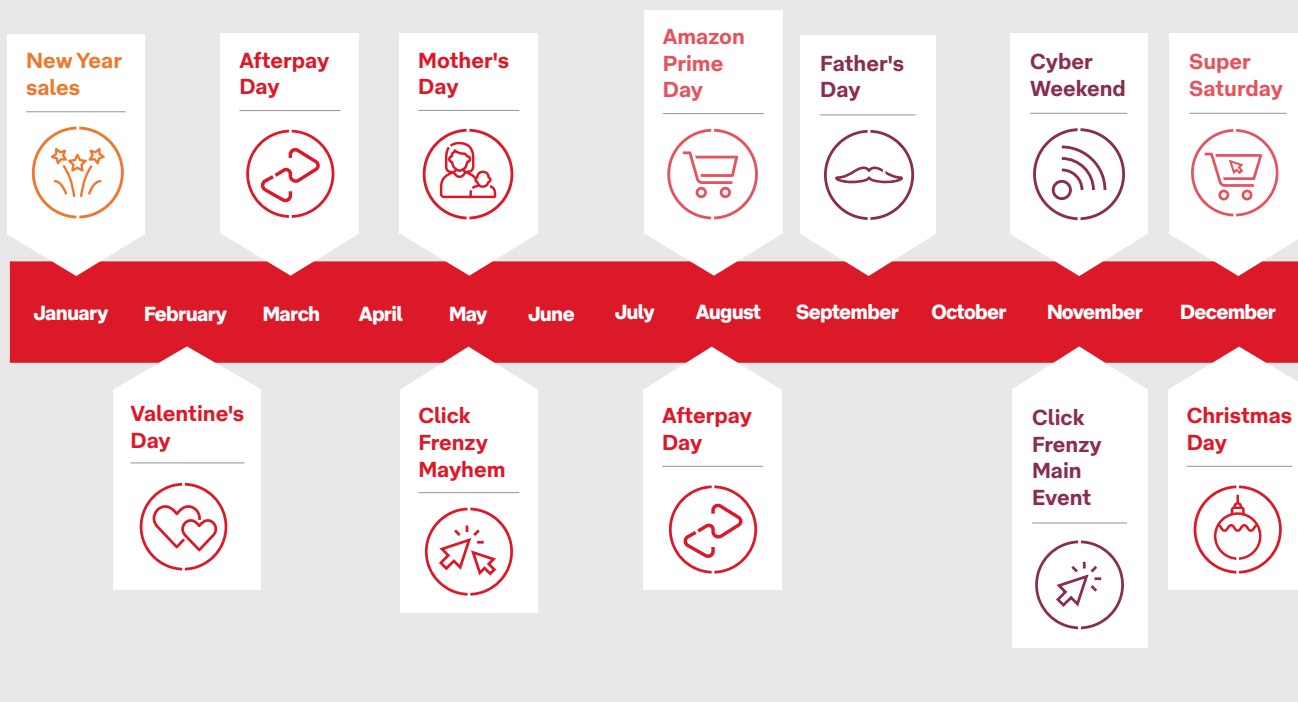 New Year
sales
Afterpay
Day
Mother's
Day
Amazon
Prime
Day
Father's
Day
Cyber
Weekend
Super
Saturday
January
February
March
April
May
June
July
August
September
October
November
December
Valentine's
Day
Click
Frenzy
Mayhem
Afterpay
Day
Click
Frenzy
Main
Event
Christmas
Day